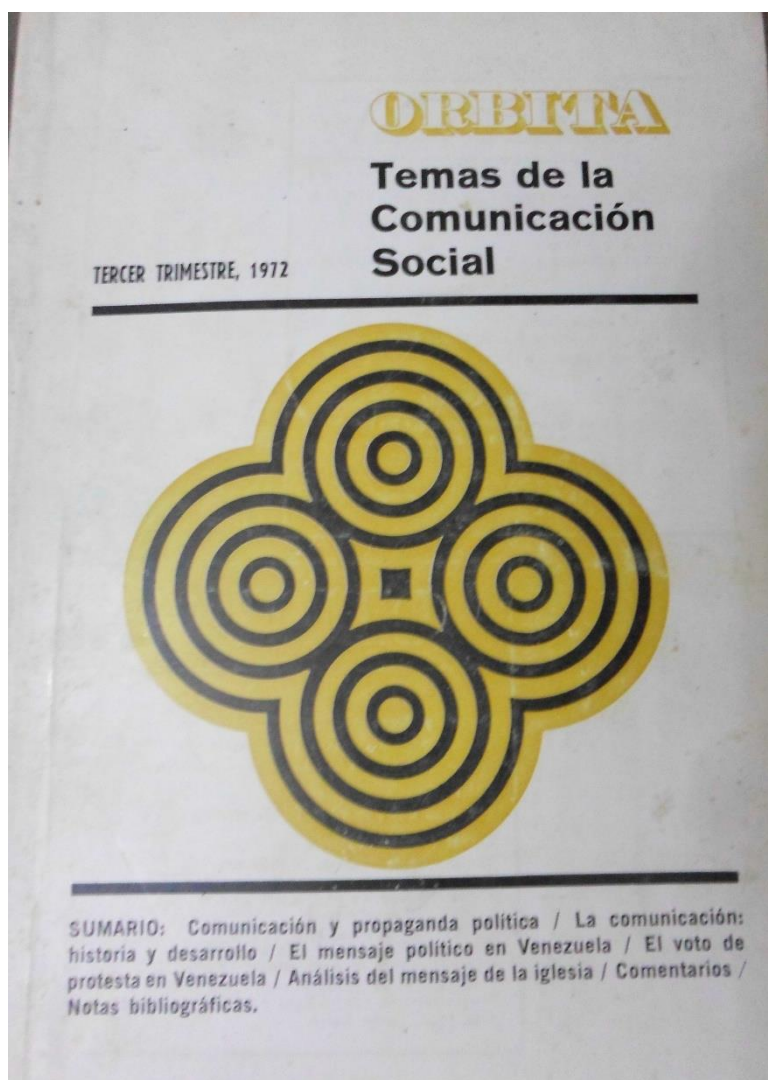 ORBITA
Temas de la
Comunicación
Social
TERCER TRIMESTRE, 1972
SUMARIO: Comunicación y propaganda política / La comunicación:
historia y desarrollo / El mensaje político en Venezuela / El voto de
protesta en Venezuela / Análisis del mensaje de la iglesia / Comentarios /
Notas bibliográficas.